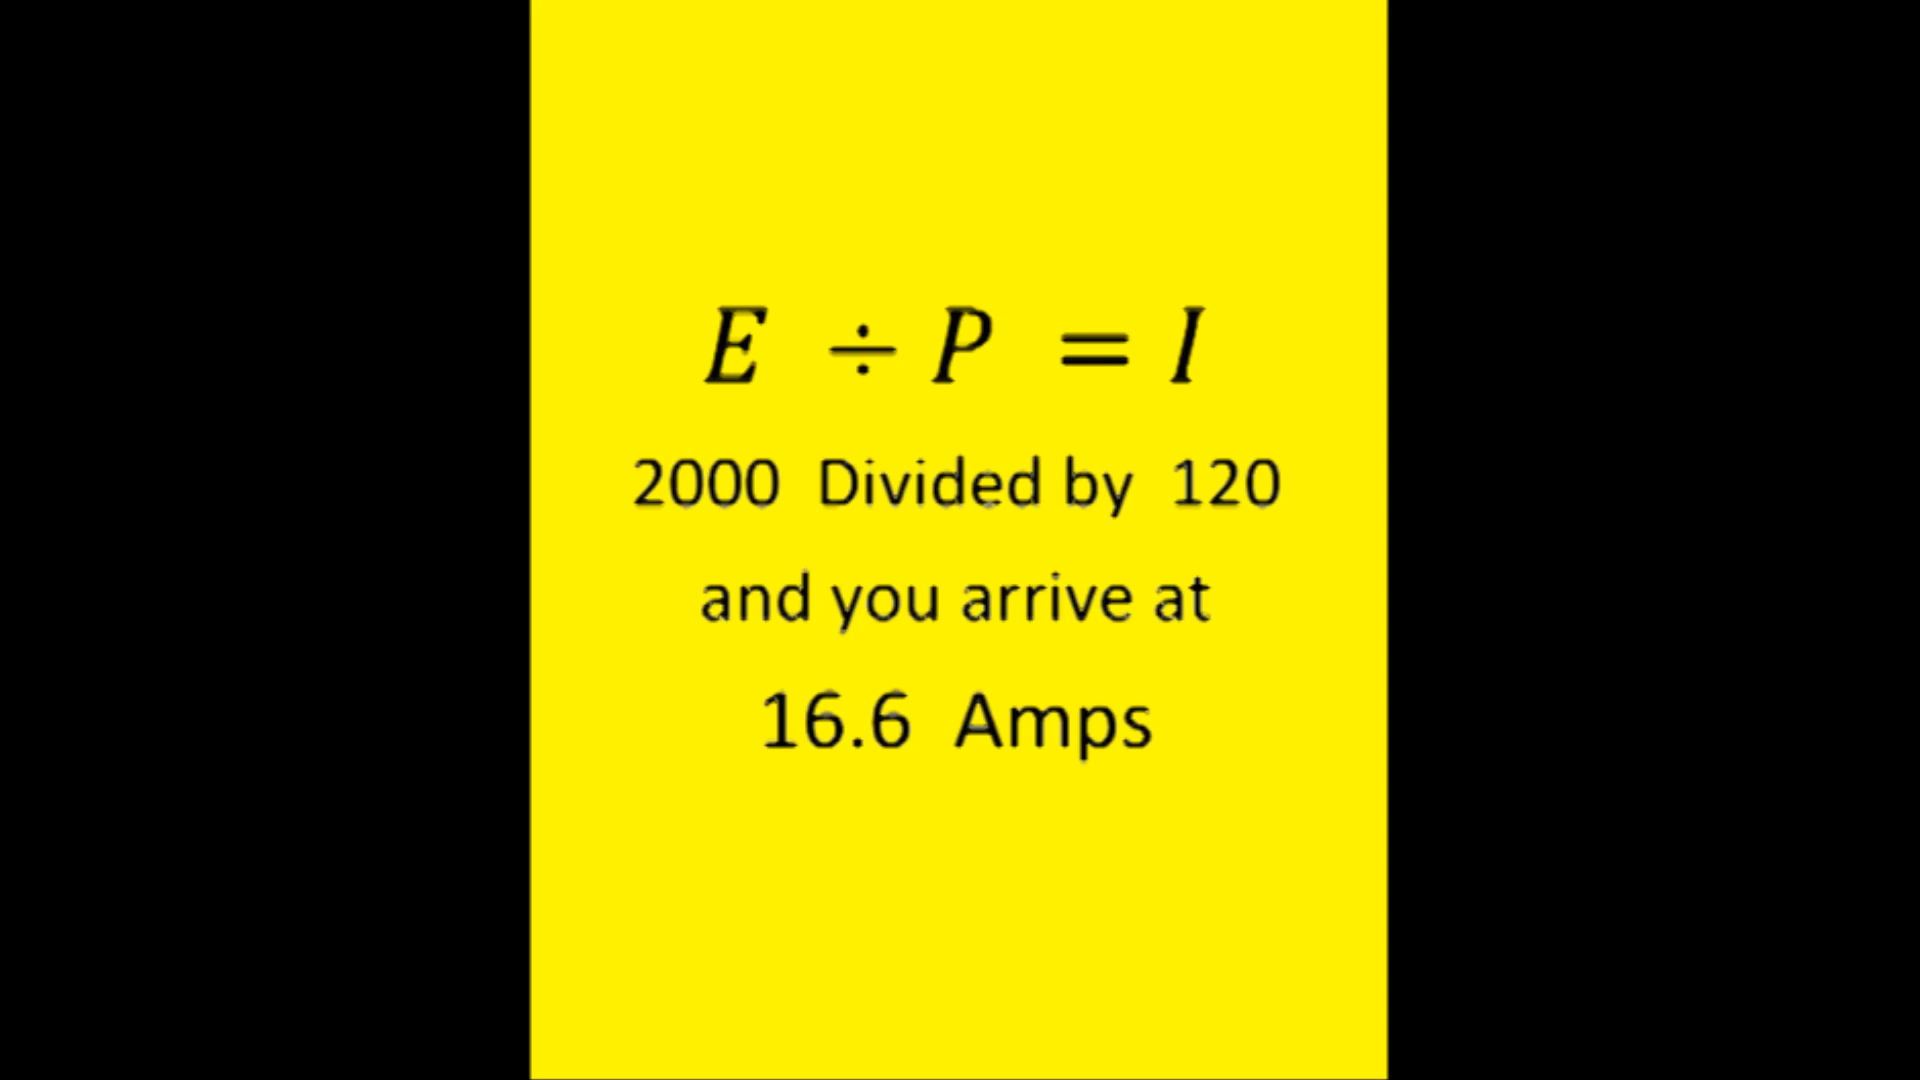 E ÷ P = I
2000 Divided by 120
and you arrive at
16.6 Amps